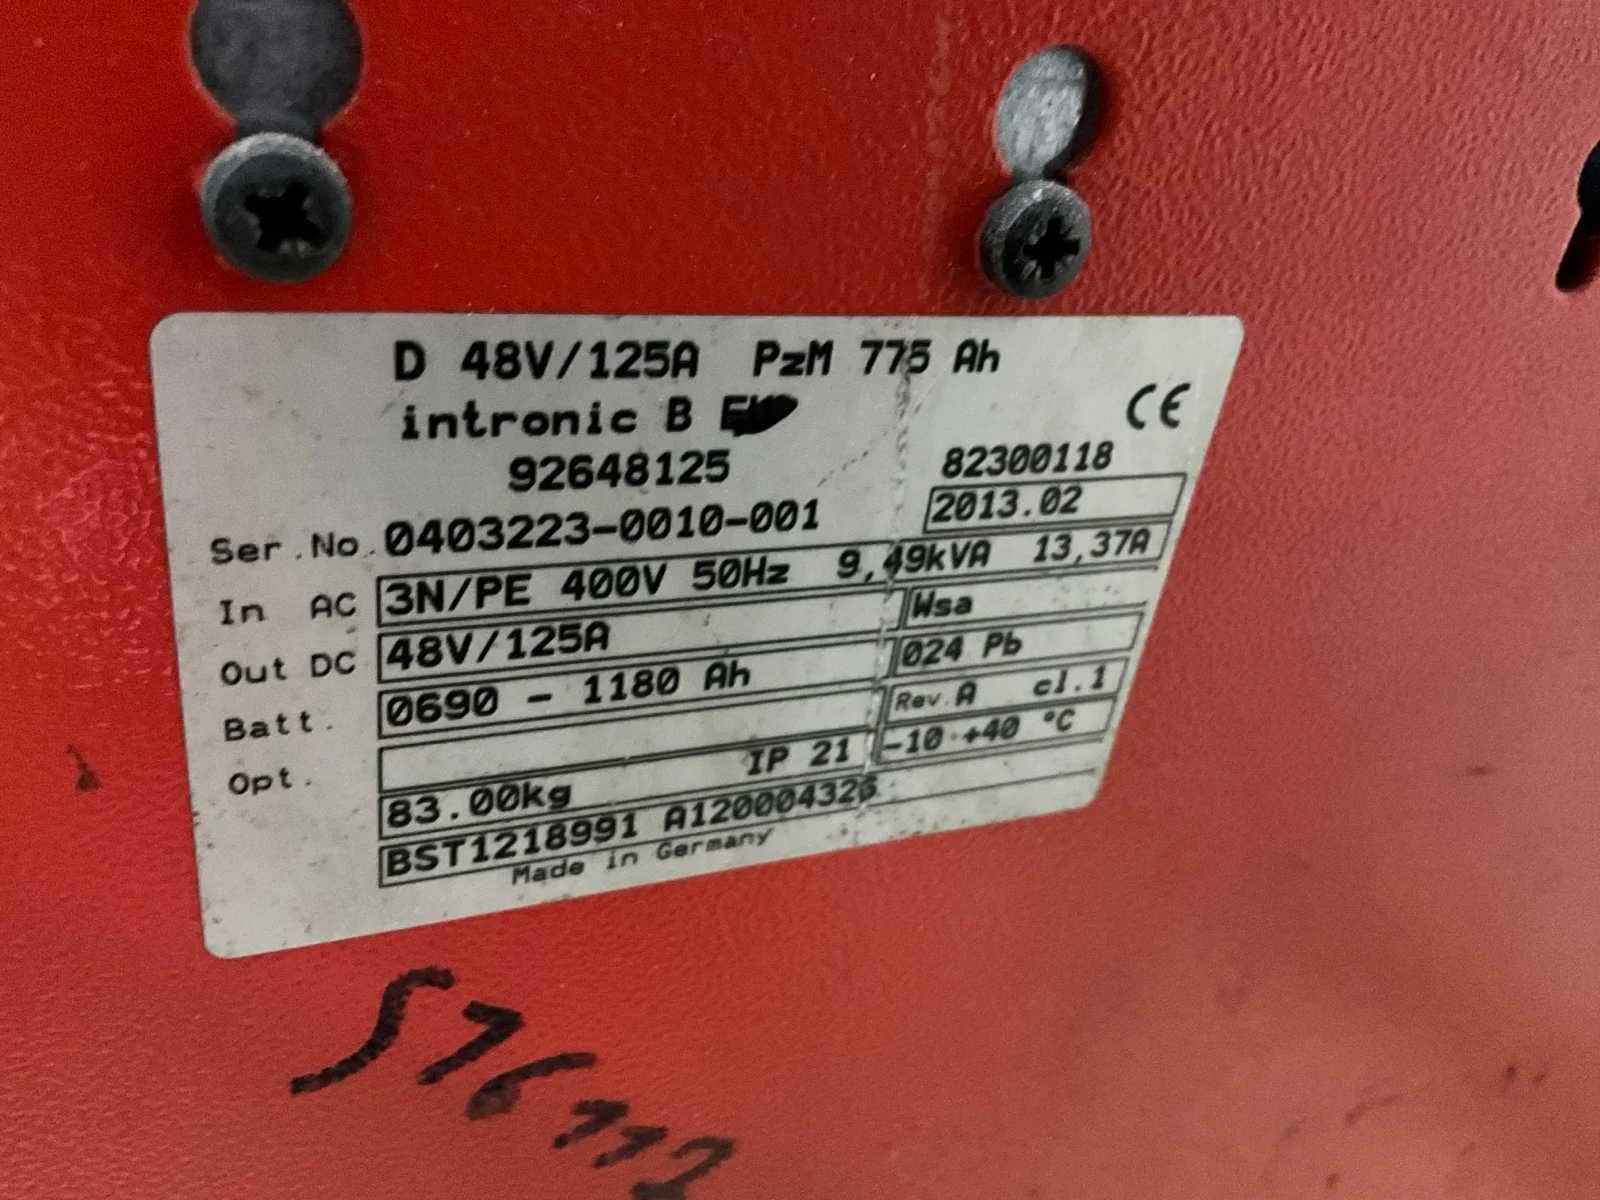 D 48V/125A PzM 775 Ah
intronic B
CE
92648125
82300118
Ser.No. 0403223-0010-001
2013.02
In AC 3N/PE 400V 50Hz 9,49kVA 13,37A
Out DC 48V/125A
Wsa
Batt. 0690 - 1180 Ah
024 Pb
Opt.
Rev.A cl.1
83.00kg IP 21
-10 +40 °C
BST1218991 A120004326
Made in Germany